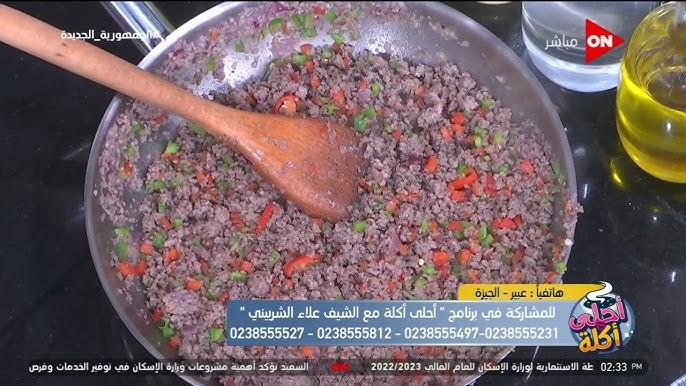 #الجمهورية_الجديدة
مباشر ON
هاتفياً : عبير - الجيزة
للمشاركة في برنامج " أحلى أكلة مع الشيف علاء الشربيني "
0238555527 - 0238555812 - 0238555497-0238555231
أحلى أكلة
السعيد تؤكد أهمية مشروعات وزارة الإسكان في توفير الخدمات وفرص
طة الاستثمارية لوزارة الإسكان للعام المالي 2022/2023
02:33 PM